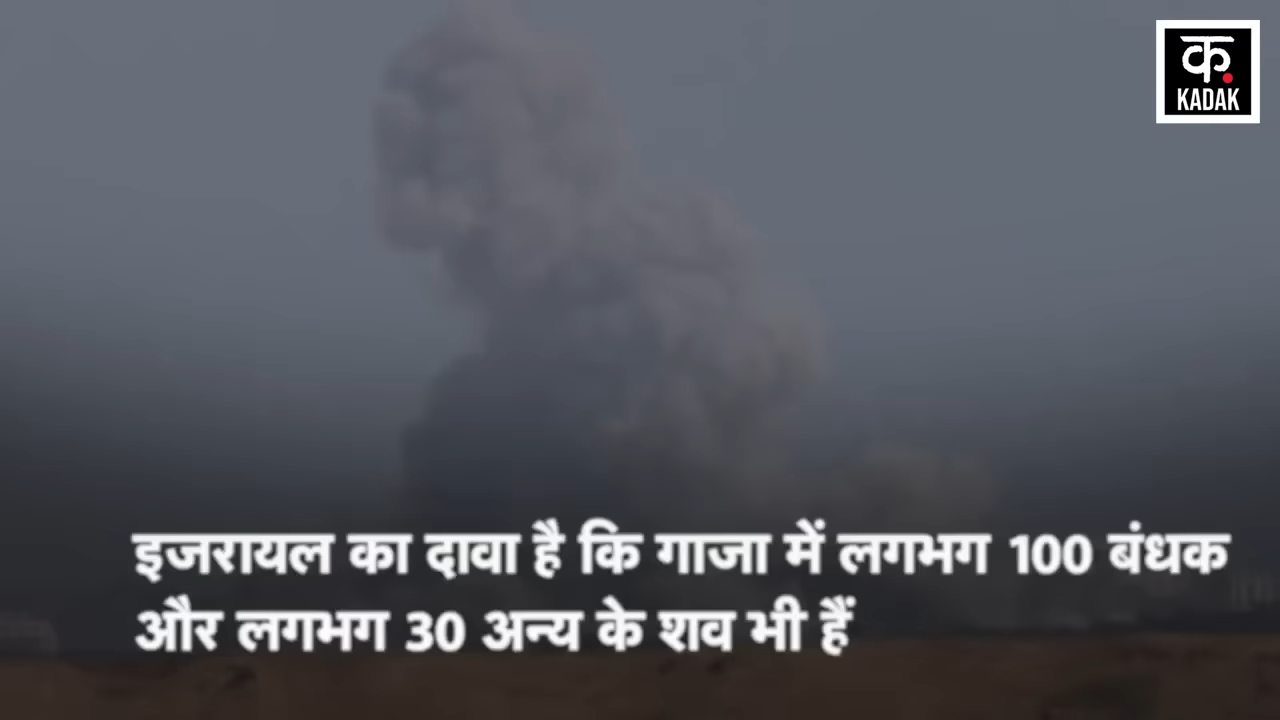 क
KADAK
इजरायल का दावा है कि गाजा में लगभग 100 बंधक
और लगभग 30 अन्य के शव भी हैं